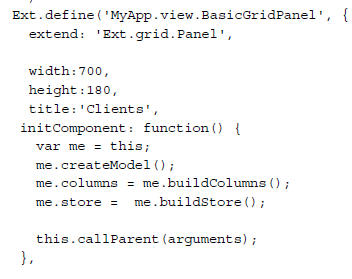 Ext.define('MyApp.view.BasicGridPanel', {
extend: 'Ext.grid.Panel',
width:700,
height:180,
title:'Clients',
initComponent: function() {
var me = this;
me.createModel();
me.columns = me.buildColumns();
me.store =  me.buildStore();
this.callParent(arguments);
},